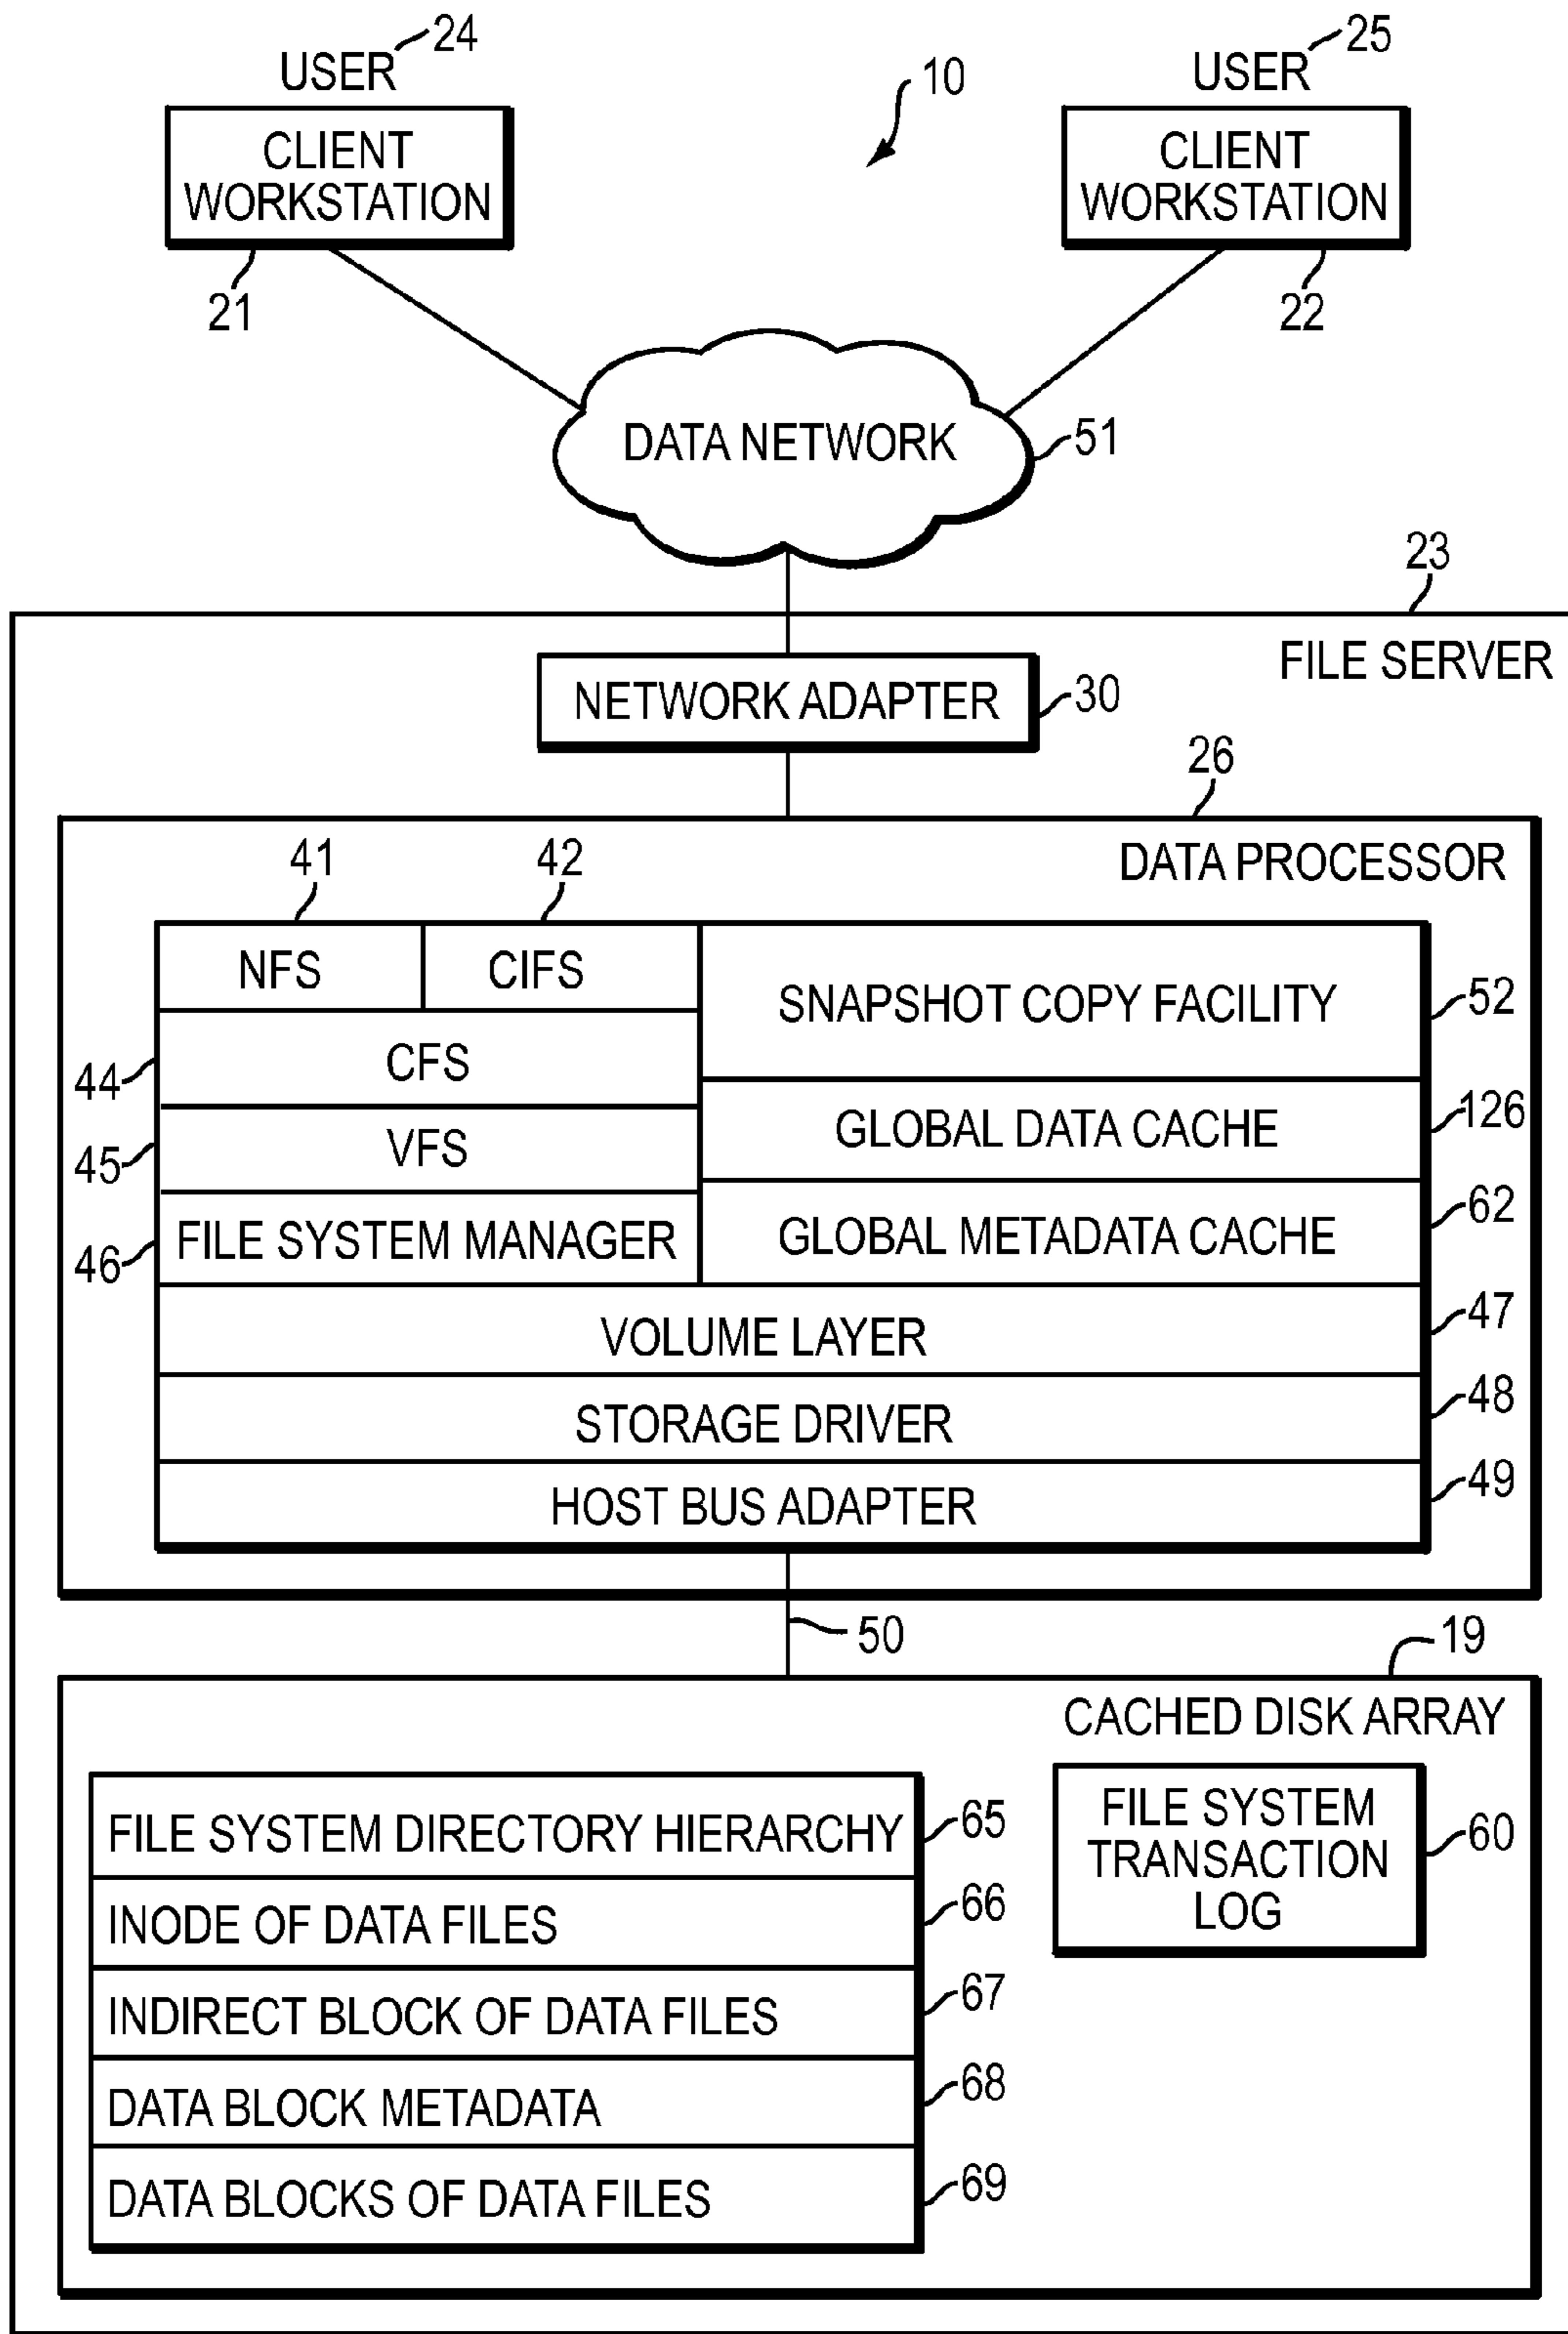 24
25
USER
USER
10
CLIENT
WORKSTATION
CLIENT
WORKSTATION
21
22
DATA NETWORK
51
23
FILE SERVER
NETWORK ADAPTER
30
26
DATA PROCESSOR
41
42
NFS
CIFS
SNAPSHOT COPY FACILITY
52
44
CFS
GLOBAL DATA CACHE
126
45
VFS
62
46
FILE SYSTEM MANAGER
GLOBAL METADATA CACHE
47
VOLUME LAYER
48
STORAGE DRIVER
49
HOST BUS ADAPTER
50
19
CACHED DISK ARRAY
FILE SYSTEM DIRECTORY HIERARCHY
65
FILE SYSTEM
TRANSACTION
LOG
60
INODE OF DATA FILES
66
INDIRECT BLOCK OF DATA FILES
67
DATA BLOCK METADATA
68
DATA BLOCKS OF DATA FILES
69